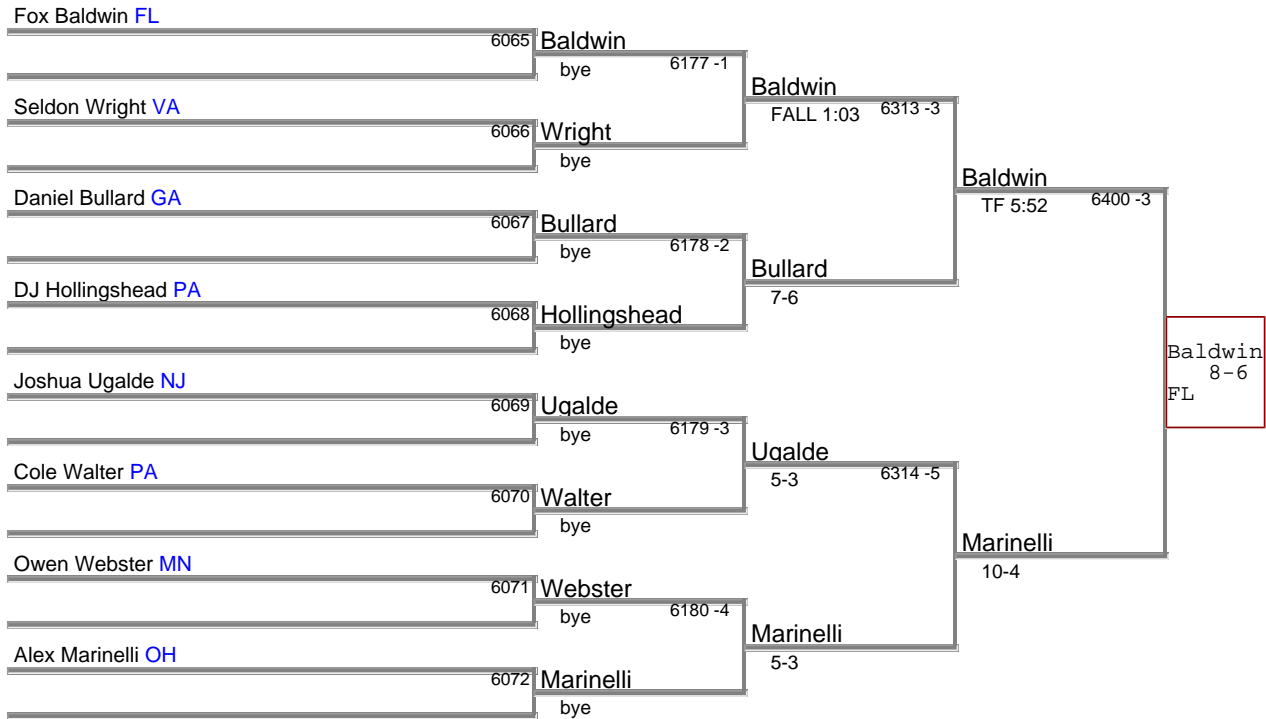 Fox Baldwin FL
6065 Baldwin
bye 6177 -1
Baldwin
Seldon Wright VA
FALL 1:03 6313 -3
6066 Wright
bye
Baldwin
Daniel Bullard GA
TF 5:52 6400 -3
6067 Bullard
bye 6178 -2
Bullard
DJ Hollingshead PA
7-6
6068 Hollingshead
bye
Baldwin
8-6
FL
Joshua Ugalde NJ
6069 Ugalde
bye 6179 -3
Ugalde
Cole Walter PA
5-3 6314 -5
6070 Walter
bye
Marinelli
Owen Webster MN
10-4
6071 Webster
bye 6180 -4
Marinelli
Alex Marinelli OH
5-3
6072 Marinelli
bye